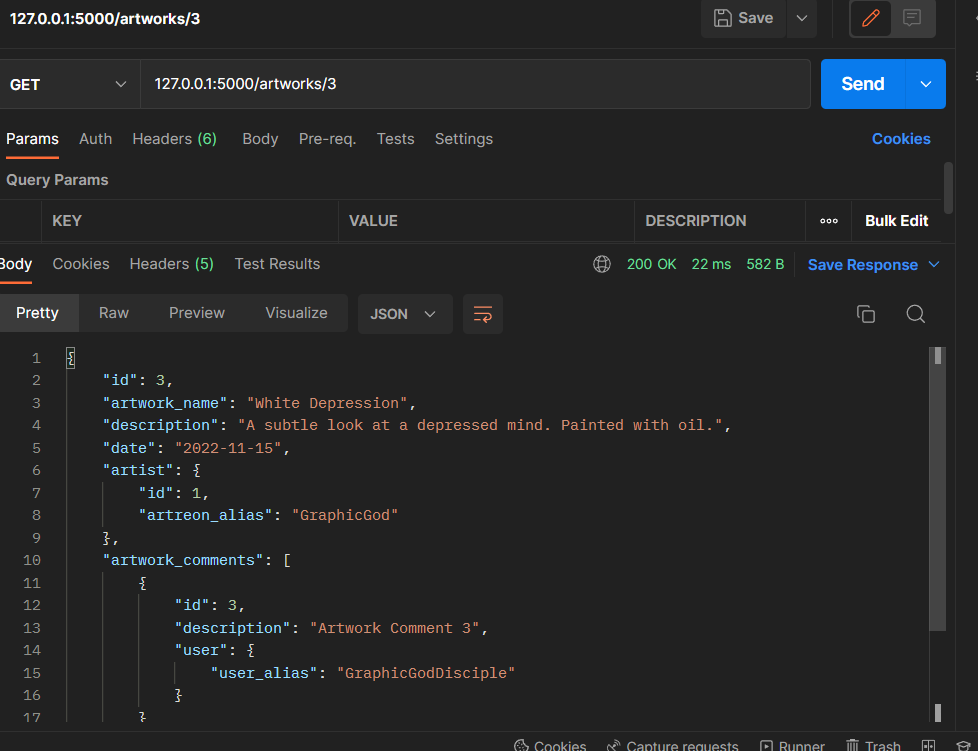 127.0.0.1:5000/artworks/3
Save
GET
127.0.0.1:5000/artworks/3
Send
Params Auth Headers (6) Body Pre-req. Tests Settings Cookies
Query Params
KEY VALUE DESCRIPTION ooo Bulk Edit
Body Cookies Headers (5) Test Results 200 OK 22 ms 582 B Save Response
Pretty Raw Preview Visualize JSON
1 {
2 "id": 3,
3 "artwork_name": "White Depression",
4 "description": "A subtle look at a depressed mind. Painted with oil.",
5 "date": "2022-11-15",
6 "artist": {
7 "id": 1,
8 "artreon_alias": "GraphicGod"
9 },
10 "artwork_comments": [
11 {
12 "id": 3,
13 "description": "Artwork Comment 3",
14 "user": {
15 "user_alias": "GraphicGodDisciple"
16 }
17 }
Cookies Capture requests Runner Trash